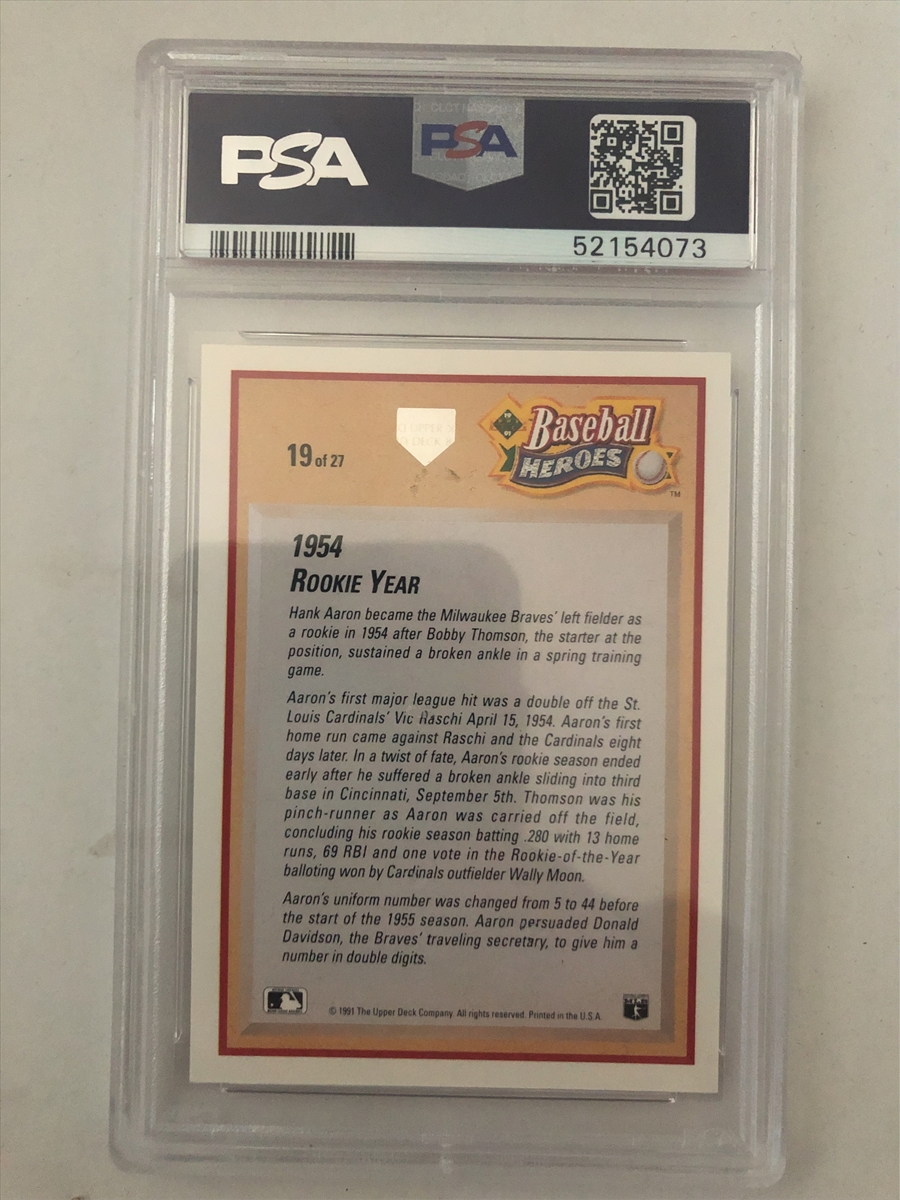 PSA
PSA
52154073
19 of 27
19
91
Baseball
HEROES
TM
UPPER
DECK
1954
ROOKIE YEAR
Hank Aaron became the Milwaukee Braves' left fielder as
a rookie in 1954 after Bobby Thomson, the starter at the
position, sustained a broken ankle in a spring training
game.
Aaron's first major league hit was a double off the St.
Louis Cardinals' Vic Raschi April 15, 1954. Aaron's first
home run came against Raschi and the Cardinals eight
days later. In a twist of fate, Aaron's rookie season ended
early after he suffered a broken ankle sliding into third
base in Cincinnati, September 5th. Thomson was his
pinch-runner as Aaron was carried off the field,
concluding his rookie season batting .280 with 13 home
runs, 69 RBI and one vote in the Rookie-of-the-Year
balloting won by Cardinals outfielder Wally Moon.
Aaron's uniform number was changed from 5 to 44 before
the start of the 1955 season. Aaron persuaded Donald
Davidson, the Braves' traveling secretary, to give him a
number in double digits.
© 1991 The Upper Deck Company. All rights reserved. Printed in the U.S.A.